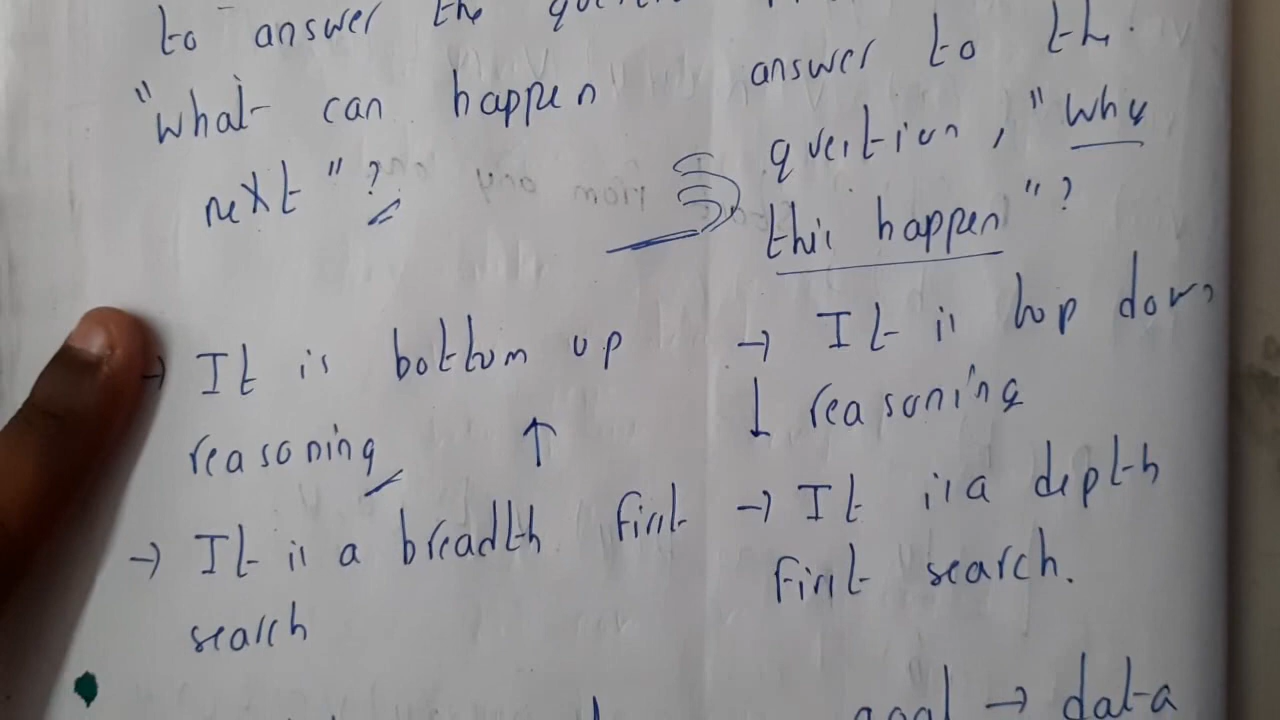 to answer the
"what can happen
next"?
→ It is bottom up
reasoning ↑
→ It is a breadth first
search
answer to the
question, "why
this happen"?
→ It is top down
↓ reasoning
→ It is a depth
first search.
goal → data